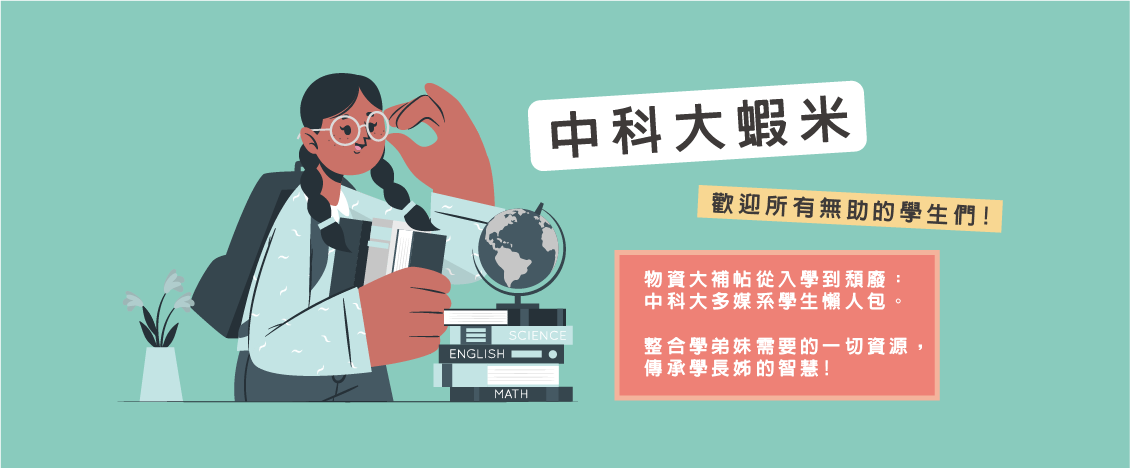 中科大蝦米
歡迎所有無助的學生們!
物資大補帖從入學到頹廢：
中科大多媒系學生懶人包。
整合學弟妹需要的一切資源，
傳承學長姊的智慧!
SCIENCE
ENGLISH
MATH